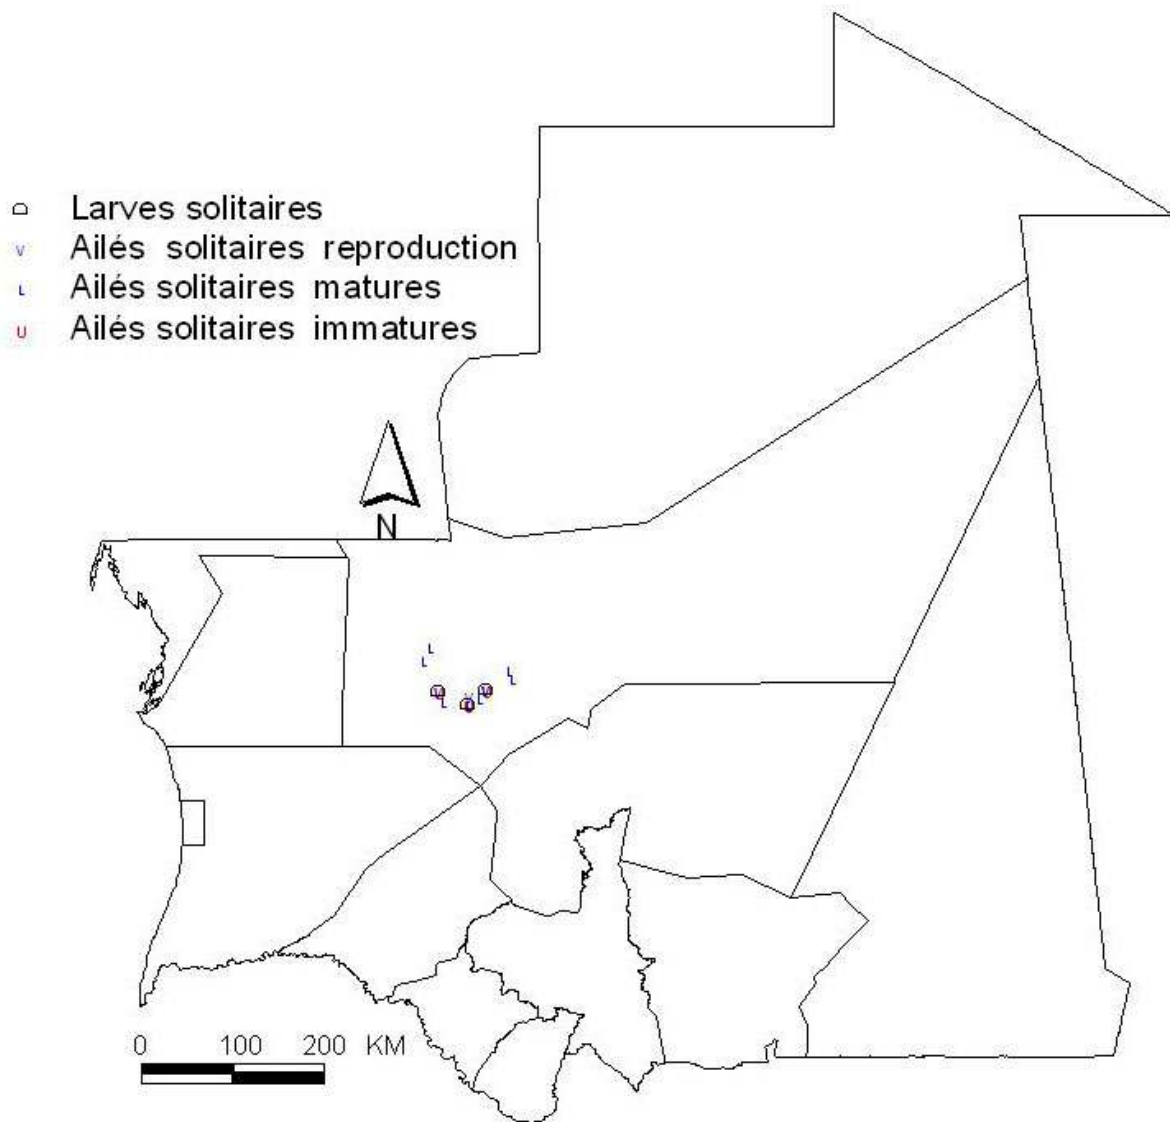 Larves solitaires
v Ailés solitaires reproduction
L Ailés solitaires matures
U Ailés solitaires immatures
N
0 100 200 KM